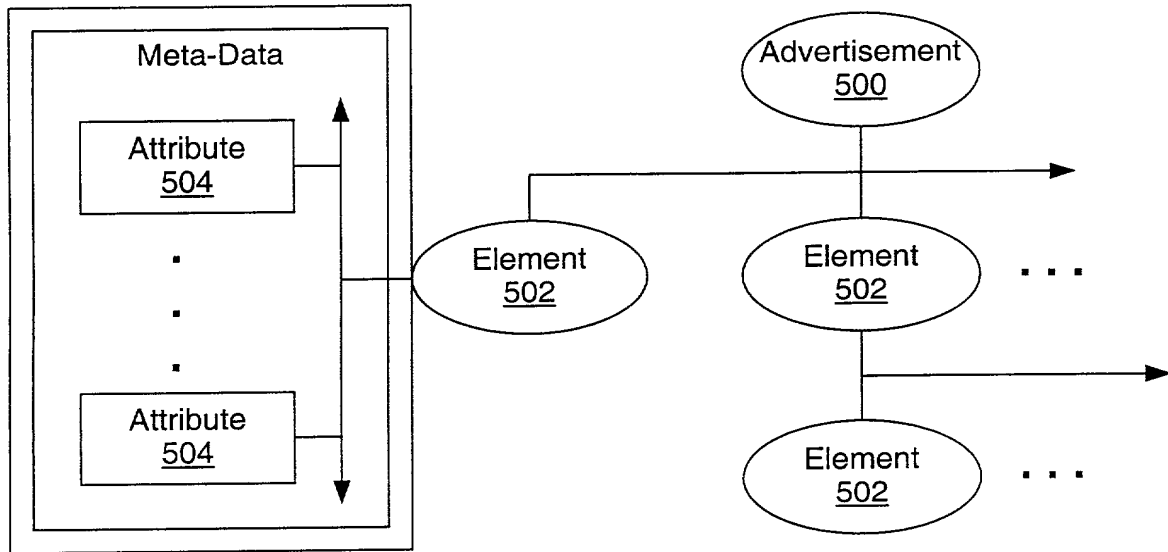 Meta-Data
Attribute
504
Attribute
504
Advertisement
500
Element
502
Element
502
Element
502